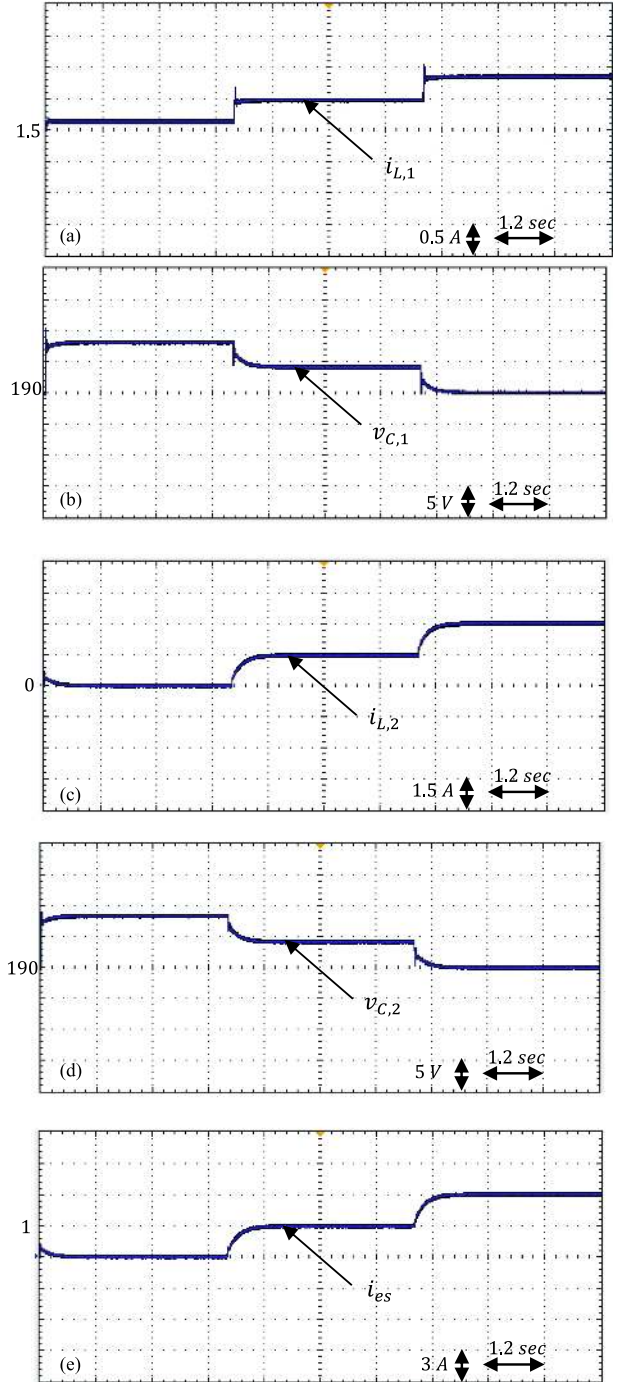 1.5
i_{L,1}
(a)
0.5 A
1.2 sec
190
v_{C,1}
(b)
5 V
1.2 sec
0
i_{L,2}
(c)
1.5 A
1.2 sec
190
v_{C,2}
(d)
5 V
1.2 sec
1
i_{es}
(e)
3 A
1.2 sec